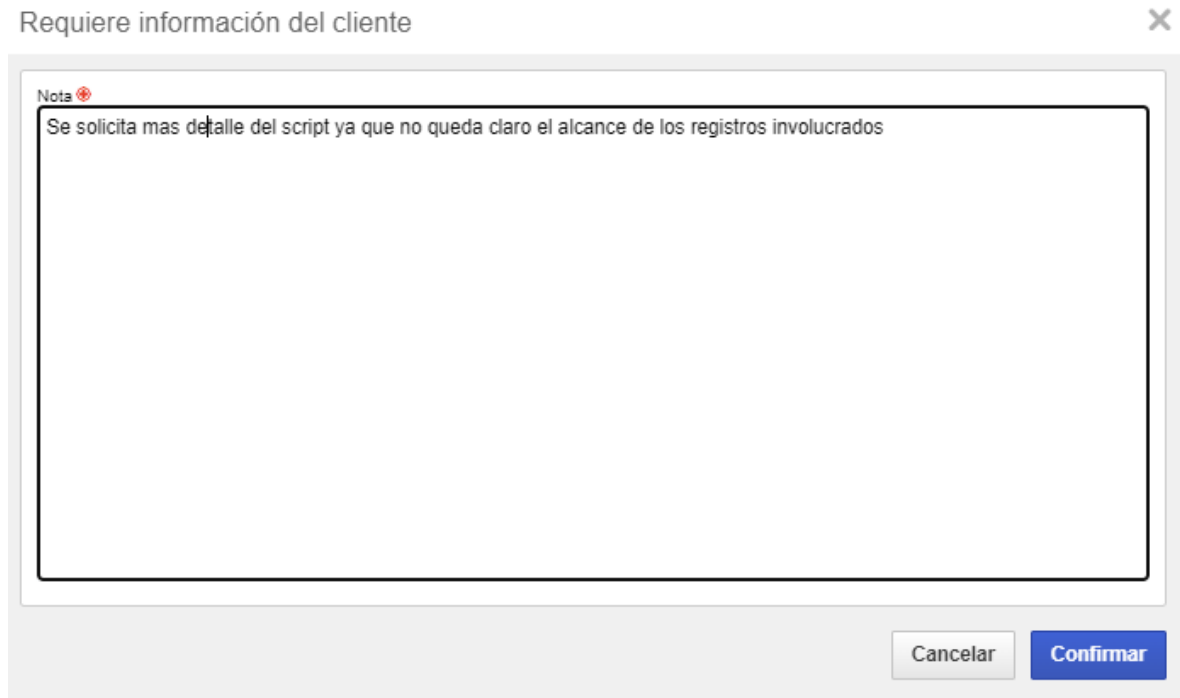 Requiere información del cliente
Nota
Se solicita mas detalle del script ya que no queda claro el alcance de los registros involucrados
Cancelar
Confirmar